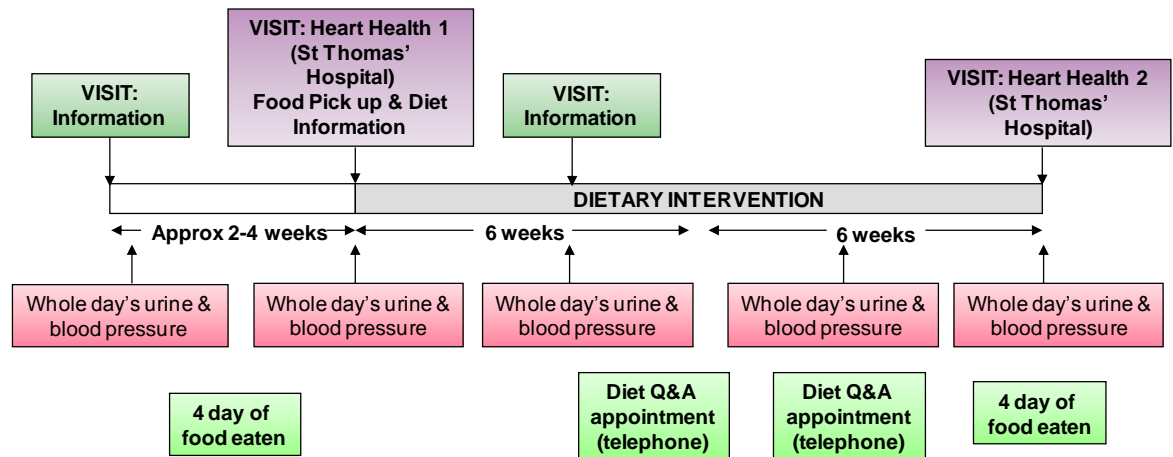 VISIT:
Information
VISIT: Heart Health 1
(St Thomas’
Hospital)
Food Pick up & Diet
Information
VISIT:
Information
VISIT: Heart Health 2
(St Thomas’
Hospital)
DIETARY INTERVENTION
Approx 2-4 weeks
6 weeks
6 weeks
Whole day’s urine &
blood pressure
Whole day’s urine &
blood pressure
Whole day’s urine &
blood pressure
Whole day’s urine &
blood pressure
Whole day’s urine &
blood pressure
4 day of
food eaten
Diet Q&A
appointment
(telephone)
Diet Q&A
appointment
(telephone)
4 day of
food eaten